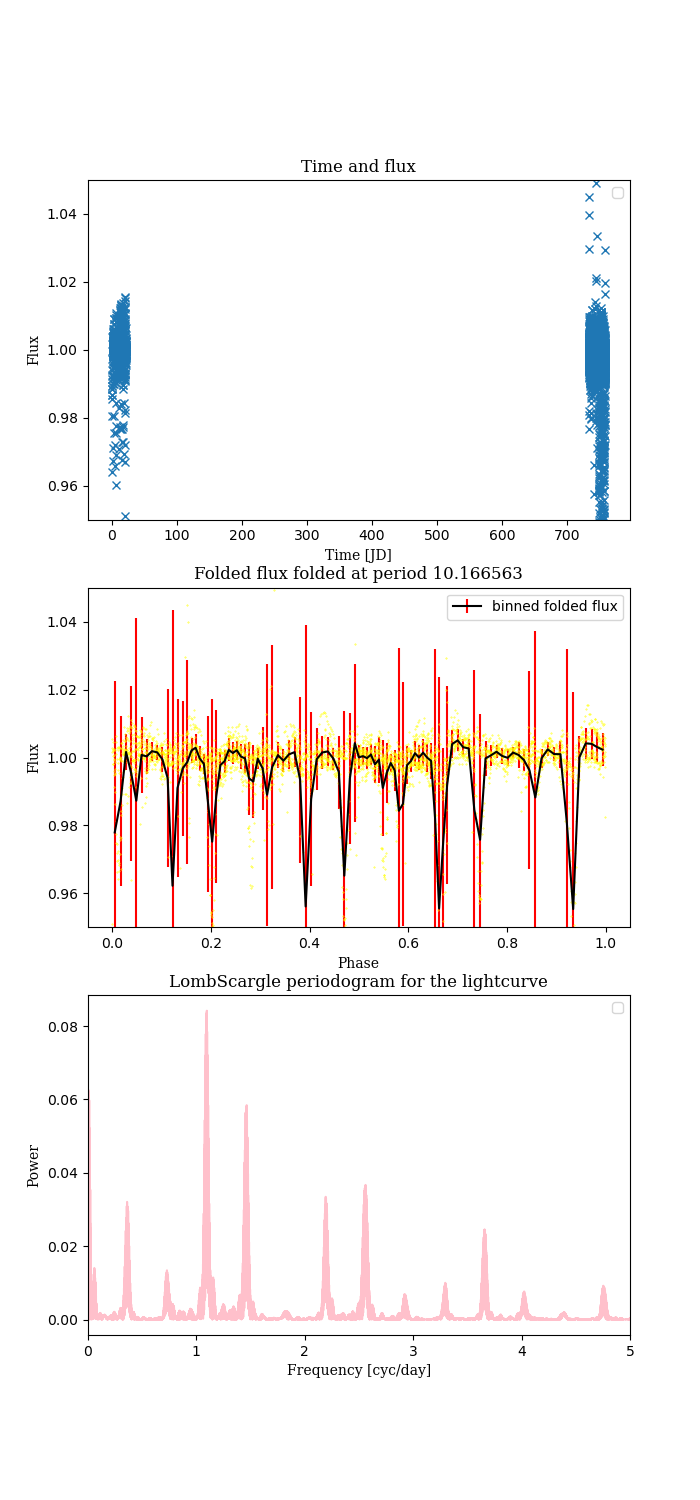 Time and flux
Flux
1.04
1.02
1.00
0.98
0.96
0 100 200 300 400 500 600 700
Time [JD]
Folded flux folded at period 10.166563
binned folded flux
Flux
1.04
1.02
1.00
0.98
0.96
0.0 0.2 0.4 0.6 0.8 1.0
Phase
LombScargle periodogram for the lightcurve
Power
0.08
0.06
0.04
0.02
0.00
0 1 2 3 4 5
Frequency [cyc/day]